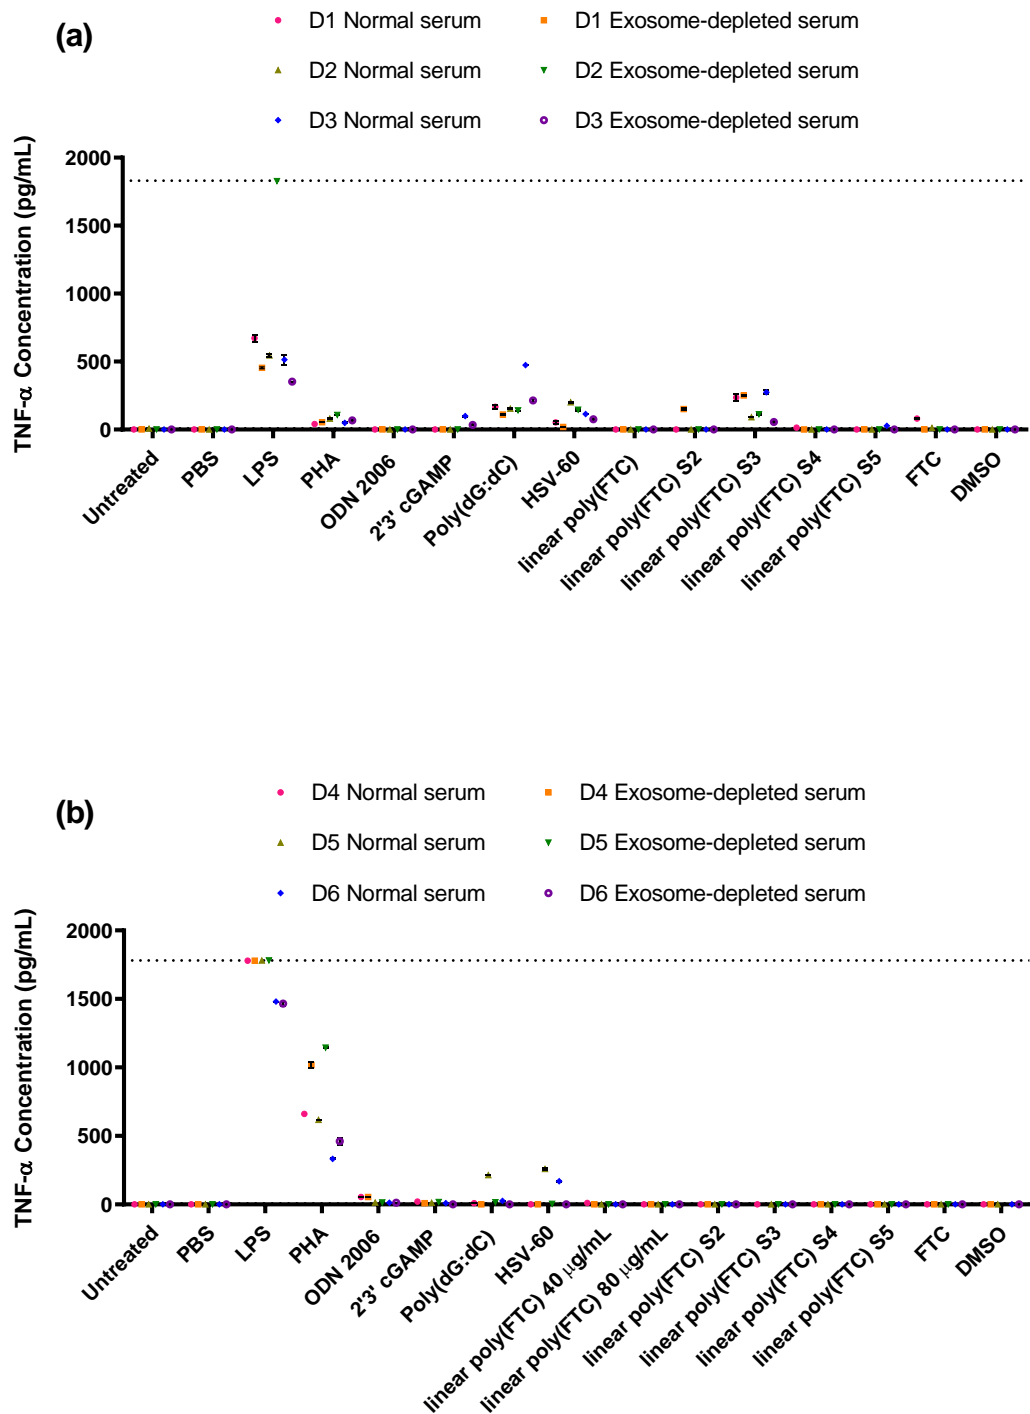 (a)
D1 Normal serum
D1 Exosome-depleted serum
D2 Normal serum
D2 Exosome-depleted serum
D3 Normal serum
D3 Exosome-depleted serum
TNF-α Concentration (pg/mL)
2000
1500
1000
500
0
Untreated
PBS
LPS
PHA
ODN 2006
2'3' cGAMP
Poly(dG:dC)
HSV-60
linear poly(FTC)
linear poly(FTC) S2
linear poly(FTC) S3
linear poly(FTC) S4
linear poly(FTC) S5
FTC
DMSO
(b)
D4 Normal serum
D4 Exosome-depleted serum
D5 Normal serum
D5 Exosome-depleted serum
D6 Normal serum
D6 Exosome-depleted serum
TNF-α Concentration (pg/mL)
2000
1500
1000
500
0
Untreated
PBS
LPS
PHA
ODN 2006
2'3' cGAMP
Poly(dG:dC)
HSV-60
linear poly(FTC) 40 μg/mL
linear poly(FTC) 80 μg/mL
linear poly(FTC) S2
linear poly(FTC) S3
linear poly(FTC) S4
linear poly(FTC) S5
FTC
DMSO